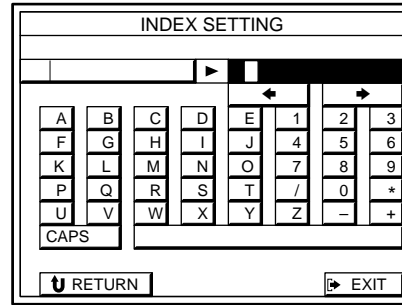 INDEX SETTING
A B C D E 1 2 3
F G H I J 4 5 6
K L M N O 7 8 9
P Q R S T / 0 *
U V W X Y Z – +
CAPS
RETURN EXIT